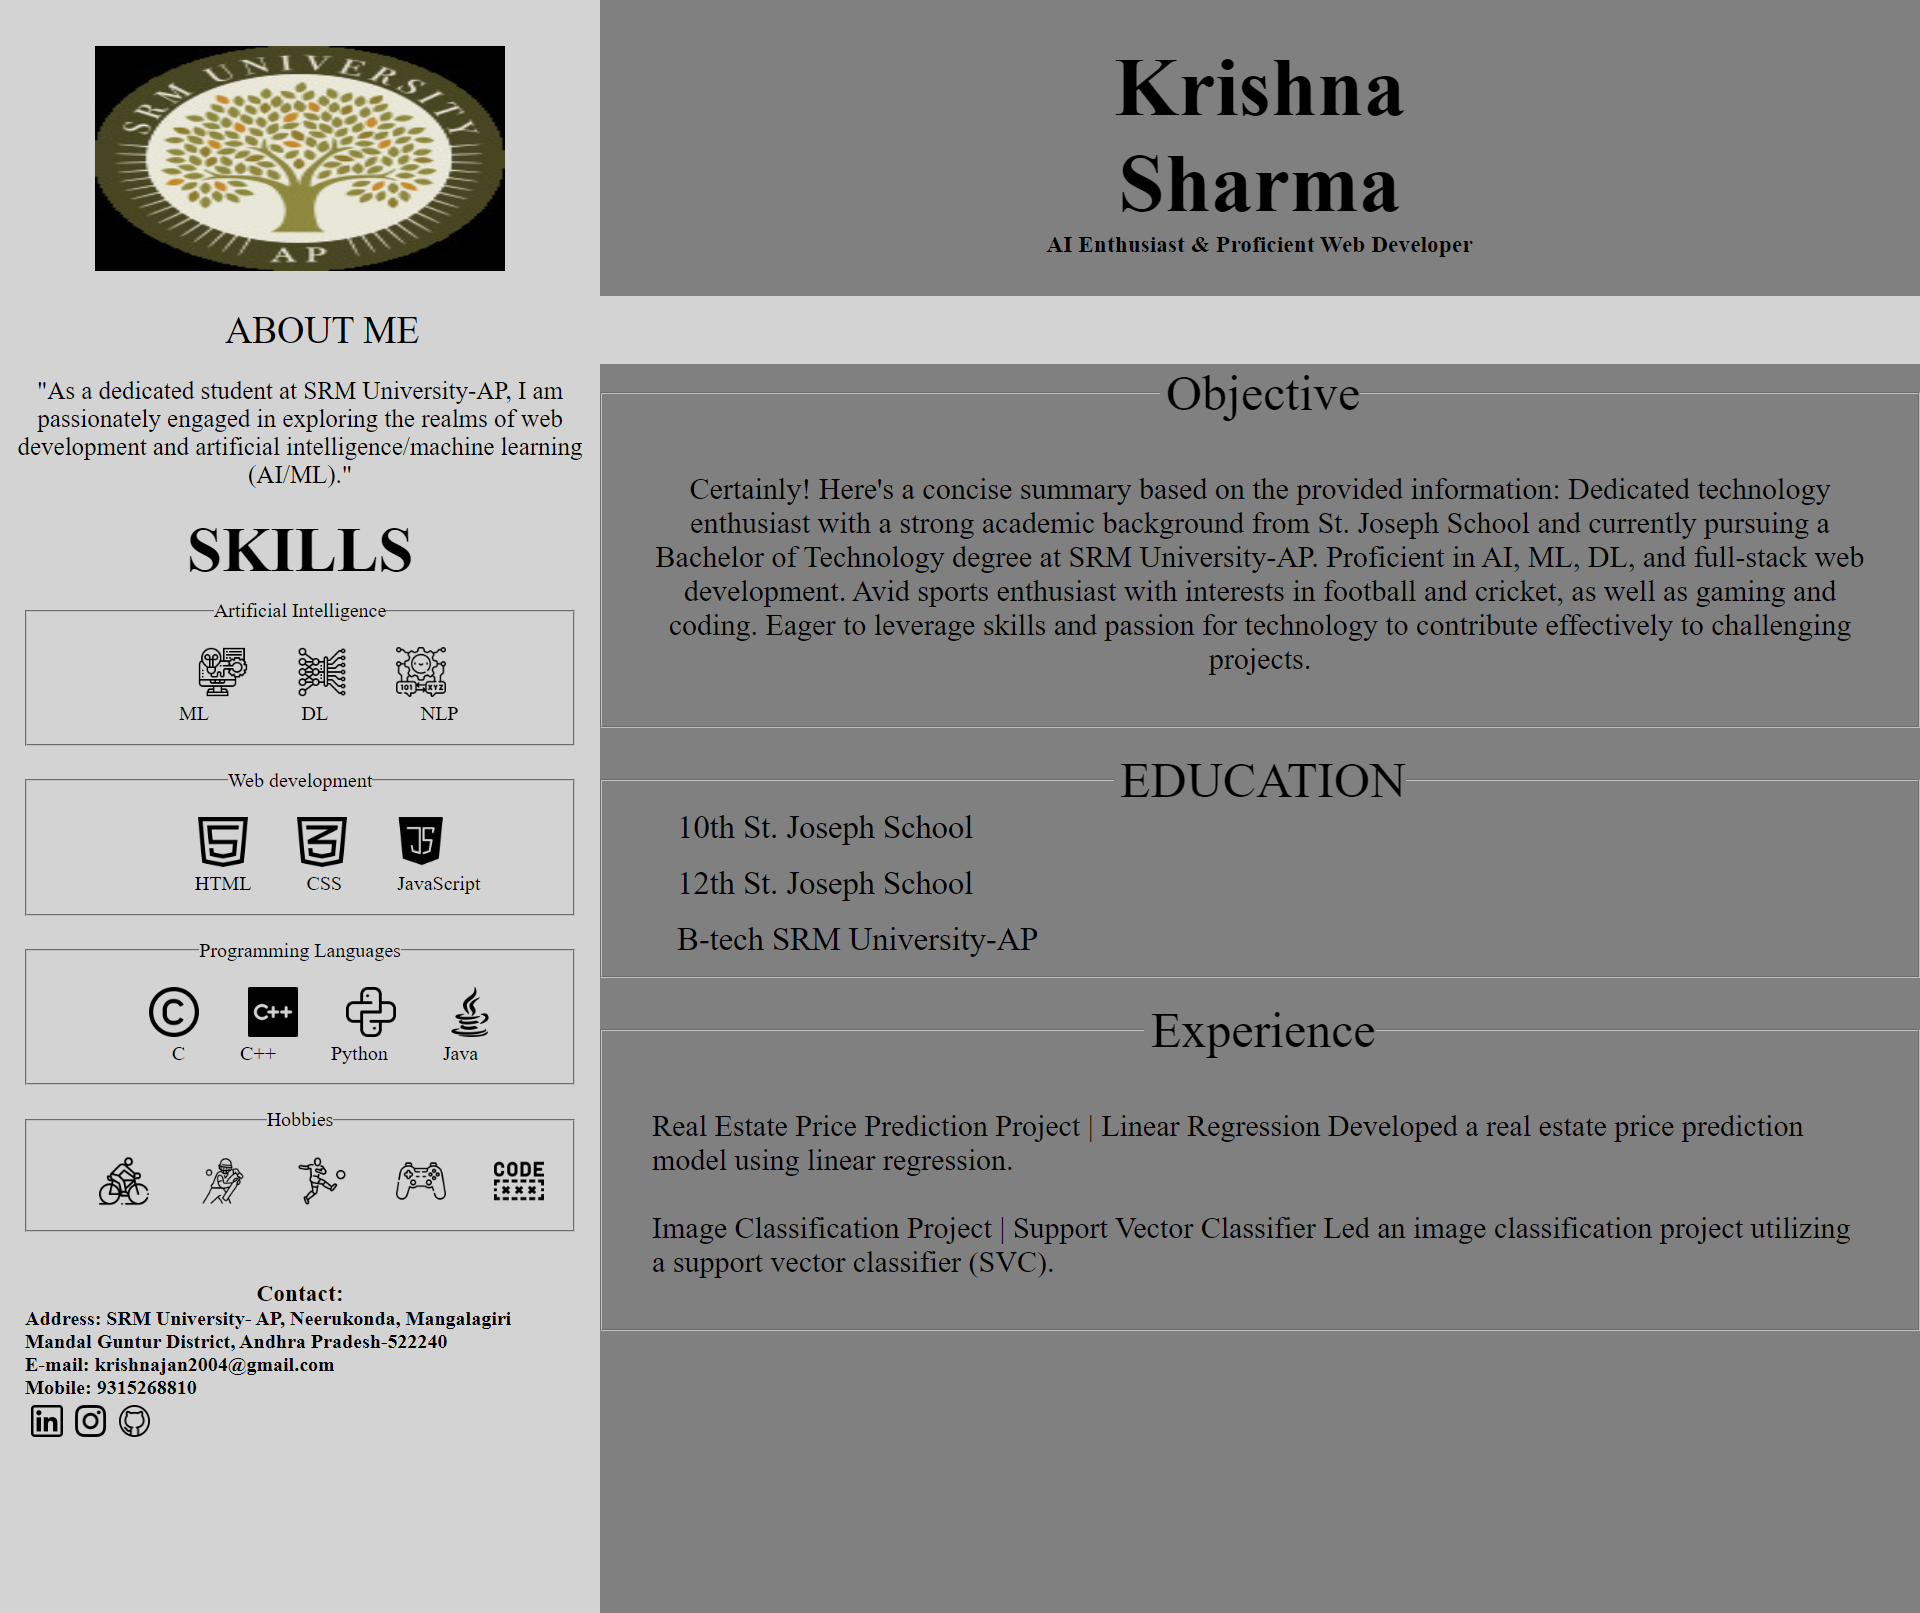 SRM UNIVERSITY
AP
ABOUT ME
"As a dedicated student at SRM University-AP, I am
passionately engaged in exploring the realms of web
development and artificial intelligence/machine learning
(AI/ML)."
SKILLS
Artificial Intelligence
101 XYZ
ML DL NLP
Web development
5 3 JS
HTML CSS JavaScript
Programming Languages
C C++
C C++ Python Java
Hobbies
CODE
Contact:
Address: SRM University- AP, Neerukonda, Mangalagiri
Mandal Guntur District, Andhra Pradesh-522240
E-mail: krishnajan2004@gmail.com
Mobile: 9315268810
in
Krishna
Sharma
AI Enthusiast & Proficient Web Developer
Objective
Certainly! Here's a concise summary based on the provided information: Dedicated technology
enthusiast with a strong academic background from St. Joseph School and currently pursuing a
Bachelor of Technology degree at SRM University-AP. Proficient in AI, ML, DL, and full-stack web
development. Avid sports enthusiast with interests in football and cricket, as well as gaming and
coding. Eager to leverage skills and passion for technology to contribute effectively to challenging
projects.
EDUCATION
10th St. Joseph School
12th St. Joseph School
B-tech SRM University-AP
Experience
Real Estate Price Prediction Project | Linear Regression Developed a real estate price prediction
model using linear regression.
Image Classification Project | Support Vector Classifier Led an image classification project utilizing
a support vector classifier (SVC).